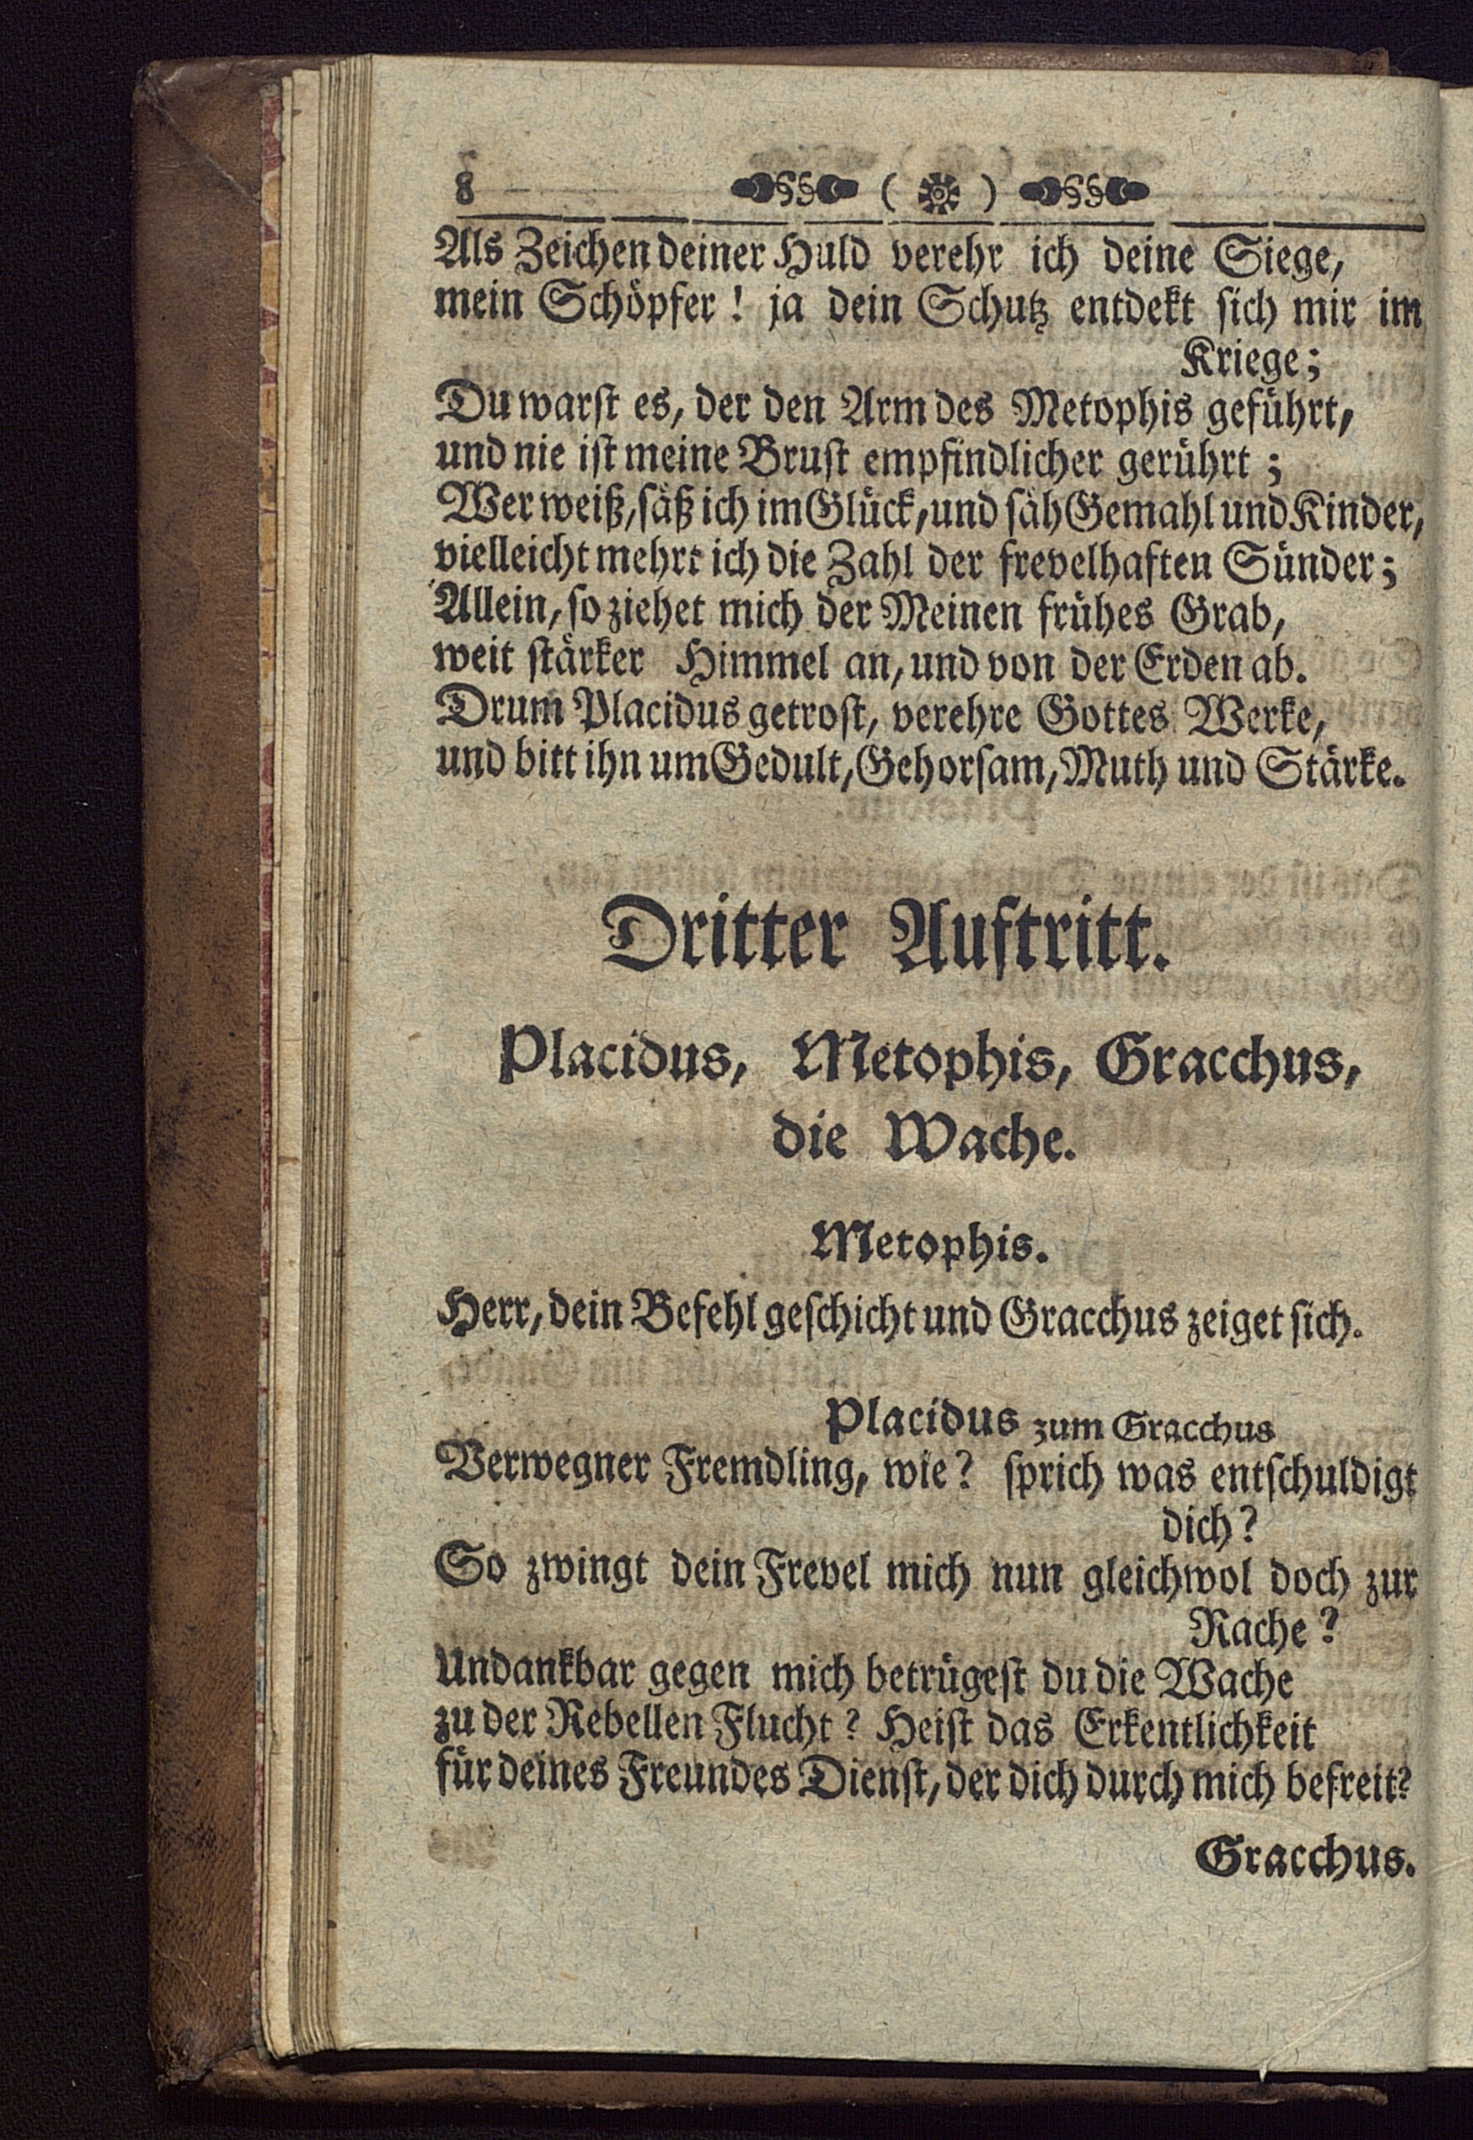 8 §§ ( ) §§
Als Zeichen deiner Huld verehr ich deine Siege,
mein Schöpfer! ja dein Schutz entdekt sich mir im
Kriege;
Du warst es, der den Arm des Metophis geführt,
und nie ist meine Brust empfindlicher gerührt;
Wer weiß, säß ich im Glück, und säh Gemahl und Kinder,
vielleicht mehrt ich die Zahl der frevelhaften Sünder;
Allein, so ziehet mich der Meinen frühes Grab,
weit stärker Himmel an, und von der Erden ab.
Drum Placidus getrost, verehre Gottes Werke,
und bitt ihn um Gedult, Gehorsam, Muth und Stärke.
Dritter Auftritt.
Placidus, Metophis, Gracchus,
die Wache.
Metophis.
Herr, dein Befehl geschicht und Gracchus zeiget sich.
Placidus zum Gracchus
Verwegner Fremdling, wie? sprich was entschuldigt
dich?
So zwingt dein Frevel mich nun gleichwol doch zur
Rache?
Undankbar gegen mich betrügest du die Wache
zu der Rebellen Flucht? Heist das Erkentlichkeit
für deines Freundes Dienst, der dich durch mich befreit?
Gracchus.